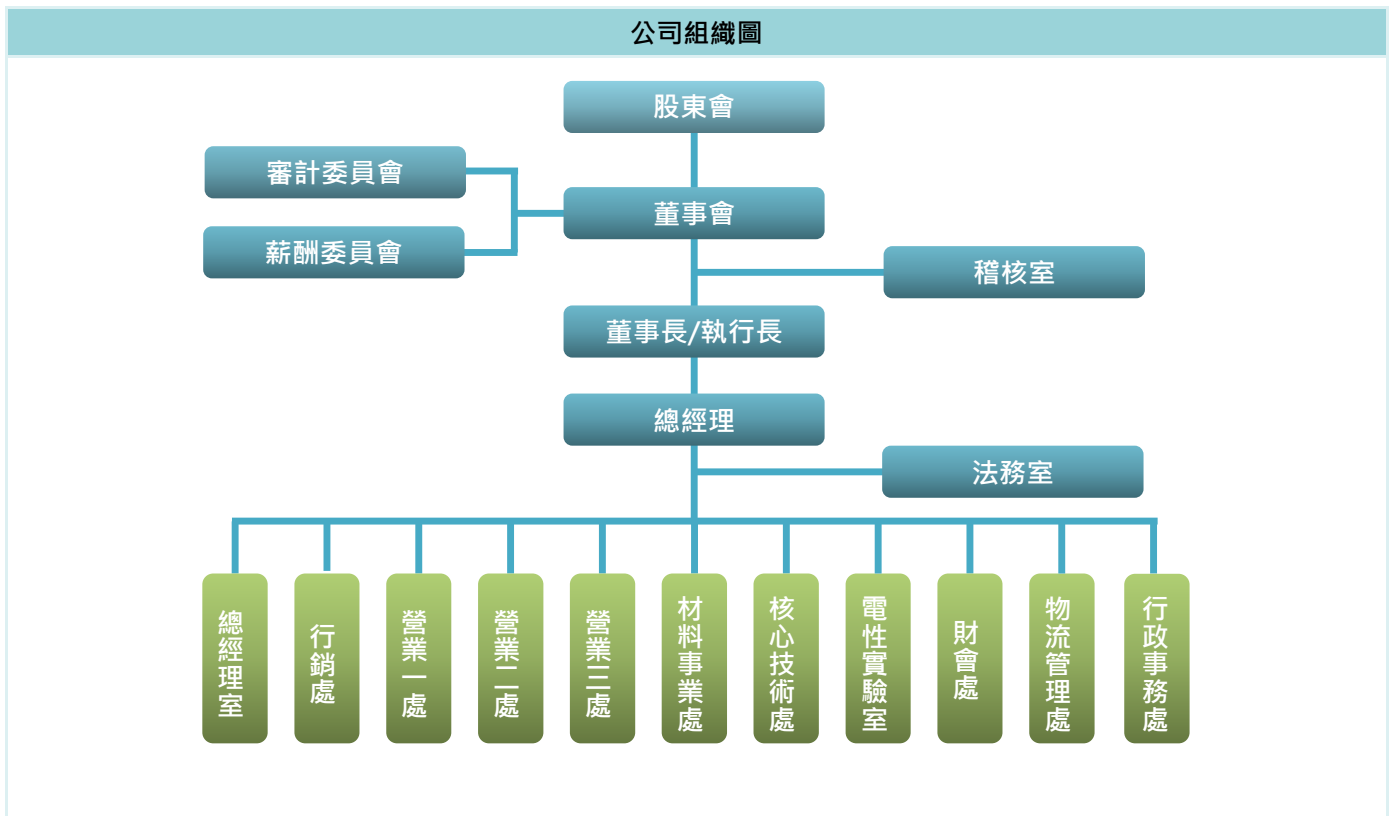 公司組織圖
股東會
審計委員會
董事會
薪酬委員會
稽核室
董事長/執行長
總經理
法務室
總經理室
行銷處
營業一處
營業二處
營業三處
材料事業處
核心技術處
電性實驗室
財會處
物流管理處
行政事務處